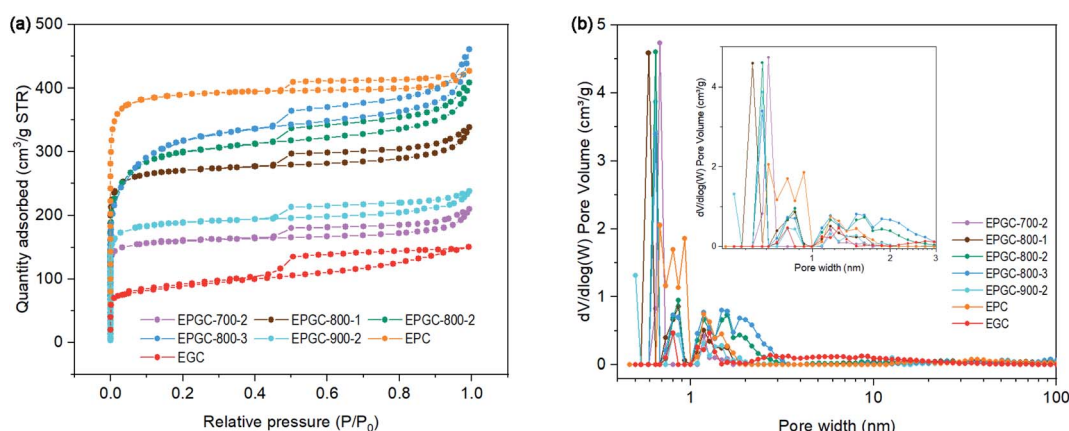 (a)
500
400
300
200
100
0
Quantity adsorbed (cm³/g STR)
EPGC-700-2 EPGC-800-1 EPGC-800-2
EPGC-800-3 EPGC-900-2 EPC
EGC
0.0 0.2 0.4 0.6 0.8 1.0
Relative pressure (P/P₀)
(b)
5
4
3
2
1
0
dV/dlog(W) Pore Volume (cm³/g)
4
2
0
dV/dlog(W) Pore Volume (cm³/g)
1 2 3
Pore width (nm)
EPGC-700-2
EPGC-800-1
EPGC-800-2
EPGC-800-3
EPGC-900-2
EPC
EGC
1 10 100
Pore width (nm)